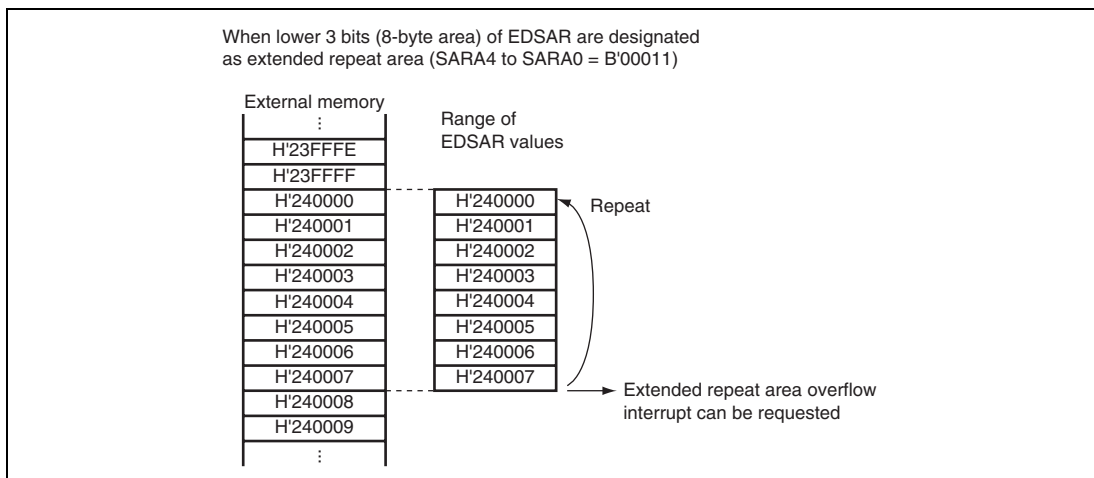 When lower 3 bits (8-byte area) of EDSAR are designated
as extended repeat area (SARA4 to SARA0 = B'00011)
External memory
Range of
EDSAR values
⋮
H'23FFFE
H'23FFFF
H'240000
H'240001
H'240002
H'240003
H'240004
H'240005
H'240006
H'240007
H'240008
H'240009
⋮
H'240000
H'240001
H'240002
H'240003
H'240004
H'240005
H'240006
H'240007
Repeat
Extended repeat area overflow
interrupt can be requested